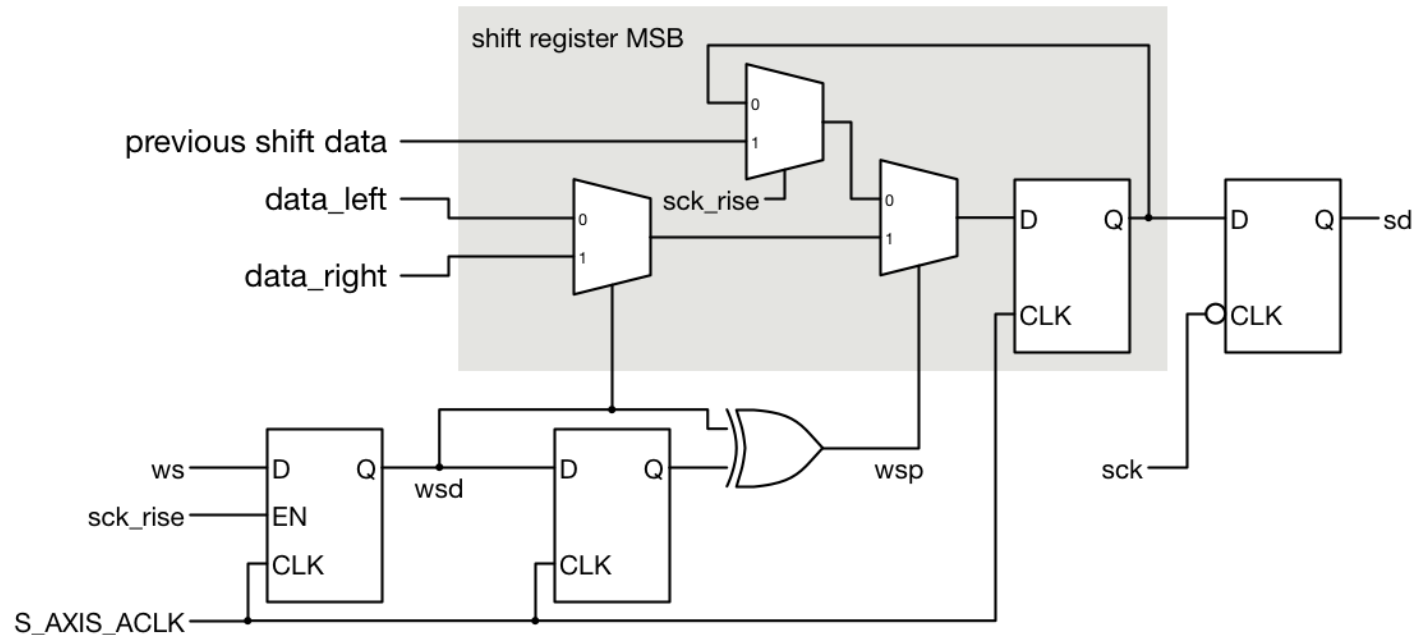 shift register MSB
0
previous shift data
1
data_left
sck_rise
0
0
D
Q
D
Q
sd
1
data_right
1
CLK
CLK
ws
D
Q
wsd
D
Q
wsp
sck
sck_rise
EN
CLK
CLK
S_AXIS_ACLK